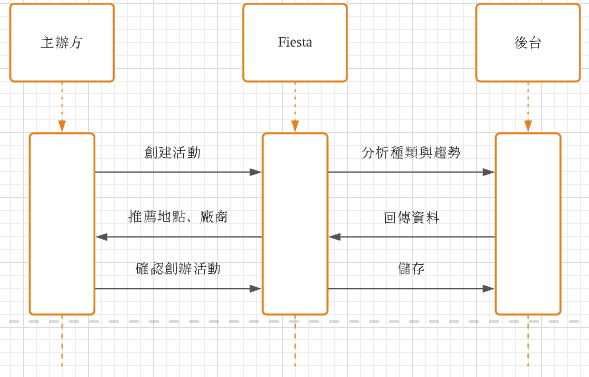 主辦方
Fiesta
後台
創建活動
分析種類與趨勢
推薦地點、廠商
回傳資料
確認創辦活動
儲存